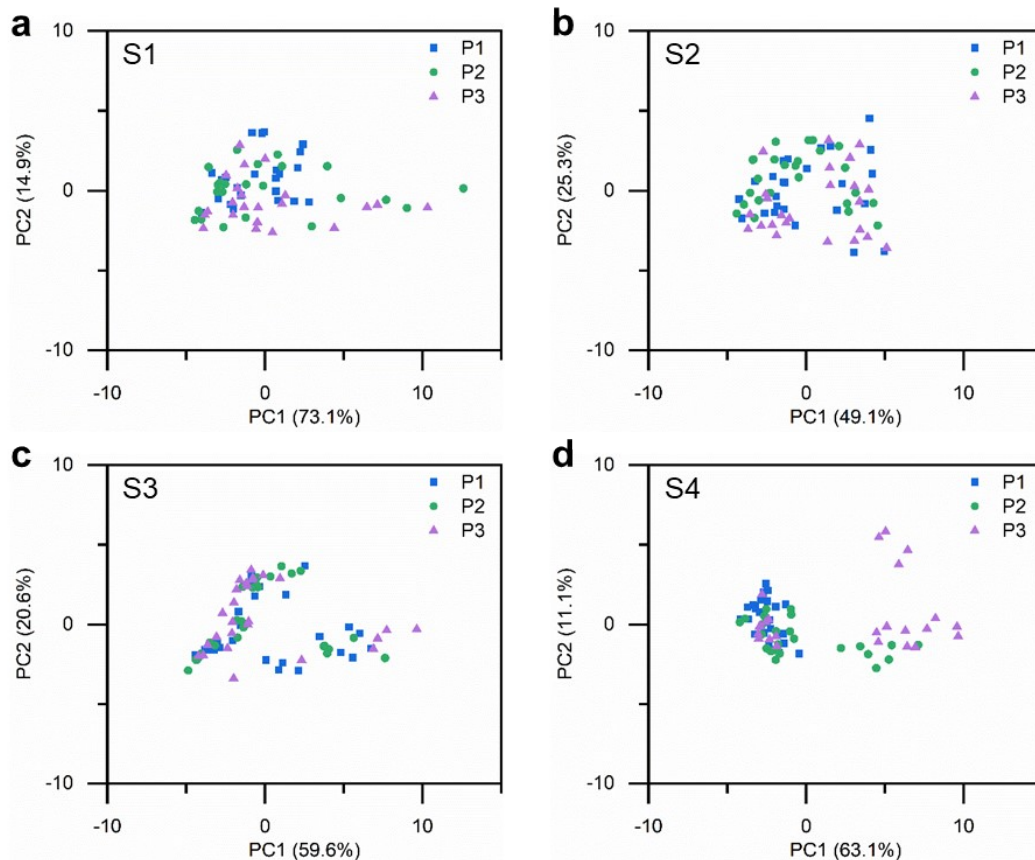 a
S1
P1
P2
P3
10
0
-10
PC2 (14.9%)
-10
0
10
PC1 (73.1%)
b
S2
P1
P2
P3
10
0
-10
PC2 (25.3%)
-10
0
10
PC1 (49.1%)
c
S3
P1
P2
P3
10
0
-10
PC2 (20.6%)
-10
0
10
PC1 (59.6%)
d
S4
P1
P2
P3
10
0
-10
PC2 (11.1%)
-10
0
10
PC1 (63.1%)